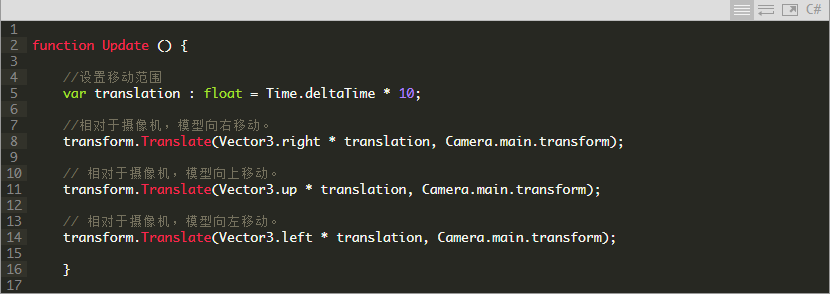 C#
1
2 function Update () {
3
4 //设置移动范围
5 var translation : float = Time.deltaTime * 10;
6
7 //相对于摄像机，模型向右移动。
8 transform.Translate(Vector3.right * translation, Camera.main.transform);
9
10 // 相对于摄像机，模型向上移动。
11 transform.Translate(Vector3.up * translation, Camera.main.transform);
12
13 // 相对于摄像机，模型向左移动。
14 transform.Translate(Vector3.left * translation, Camera.main.transform);
15
16 }
17